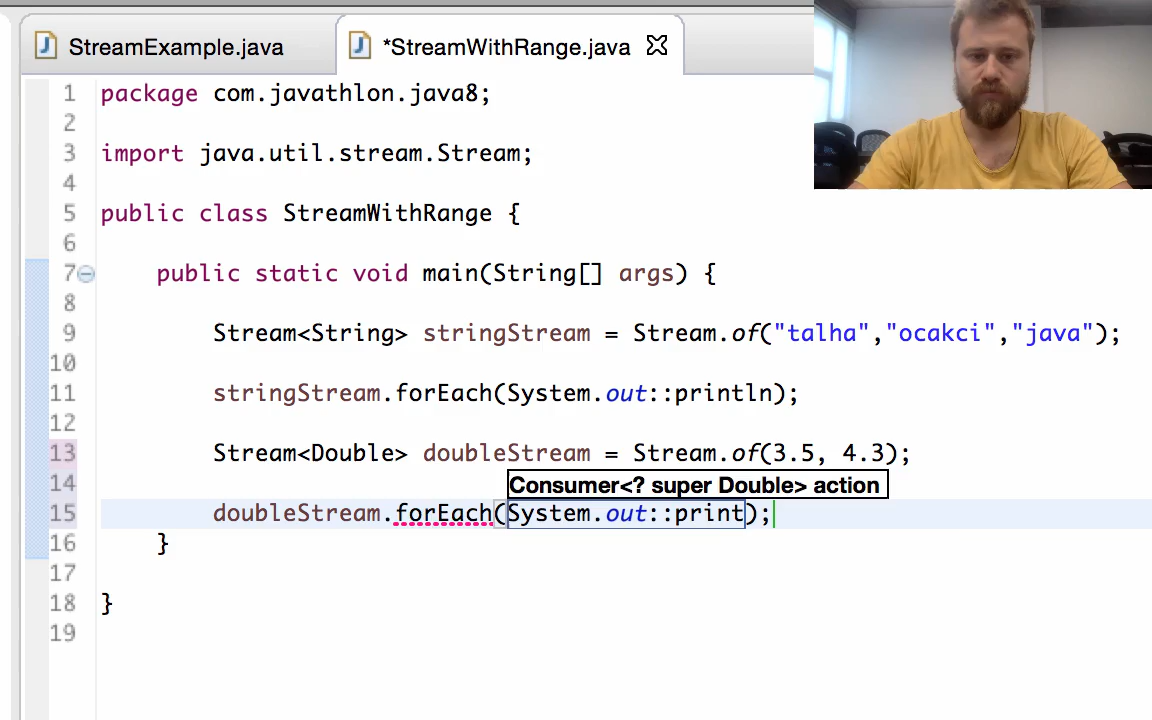 StreamExample.java
*StreamWithRange.java
1 package com.javathlon.java8;
2
3 import java.util.stream.Stream;
4
5 public class StreamWithRange {
6
7 public static void main(String[] args) {
8
9 Stream<String> stringStream = Stream.of("talha","ocakci","java");
10
11 stringStream.forEach(System.out::println);
12
13 Stream<Double> doubleStream = Stream.of(3.5, 4.3);
14 Consumer<? super Double> action
15 doubleStream.forEach(System.out::print);
16 }
17
18 }
19